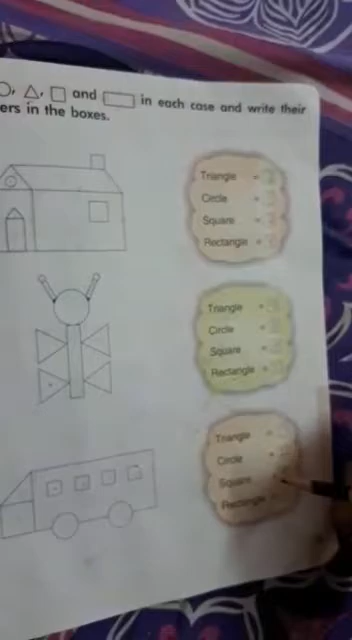 and in each case and write their
ers in the boxes.
Triangle =
Circle =
Square =
Rectangle =
Triangle =
Circle =
Square =
Rectangle =
Triangle =
Circle =
Square
Rectangle